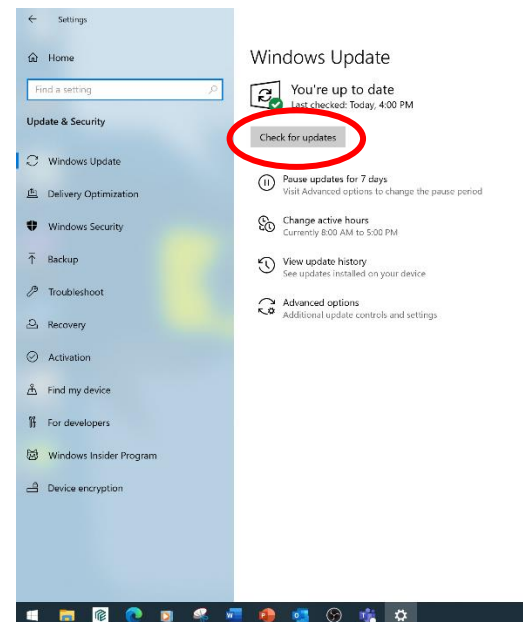 Settings
Home
Find a setting
Update & Security
Windows Update
Delivery Optimization
Windows Security
Backup
Troubleshoot
Recovery
Activation
Find my device
For developers
Windows Insider Program
Device encryption
Windows Update
You're up to date
Last checked: Today, 4:00 PM
Check for updates
Pause updates for 7 days
Visit Advanced options to change the pause period
Change active hours
Currently 8:00 AM to 5:00 PM
View update history
See updates installed on your device
Advanced options
Additional update controls and settings